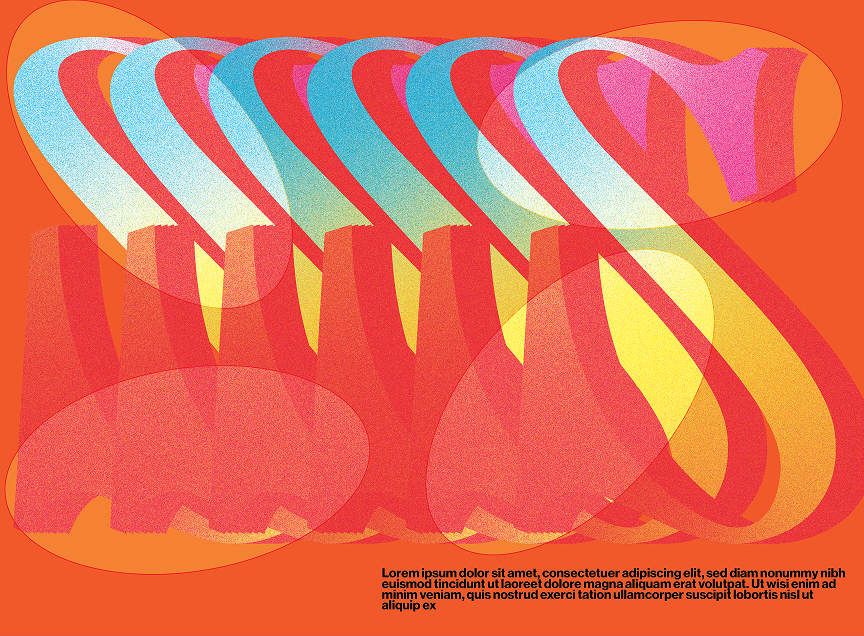 Lorem ipsum dolor sit amet, consectetuer adipiscing elit, sed diam nonummy nibh
euismod tincidunt ut laoreet dolore magna aliquam erat volutpat. Ut wisi enim ad
minim veniam, quis nostrud exerci tation ullamcorper suscipit lobortis nisl ut
aliquip ex